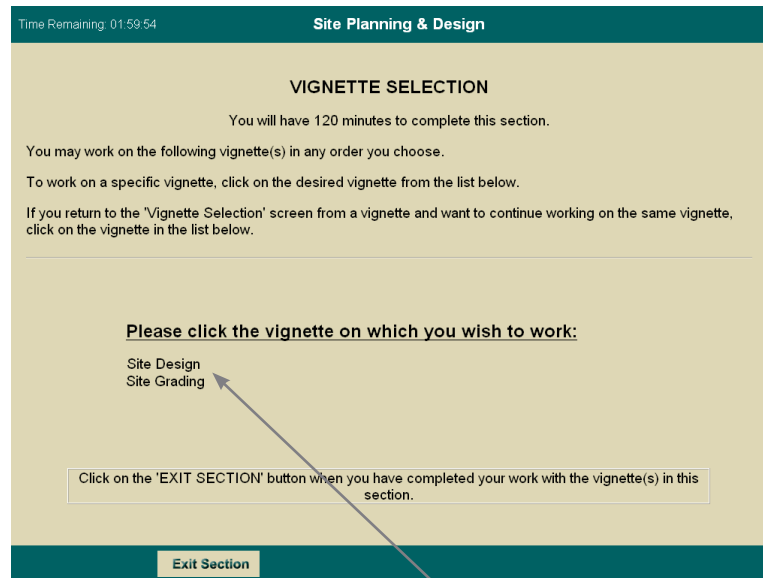 Time Remaining: 01:59:54
Site Planning & Design
VIGNETTE SELECTION
You will have 120 minutes to complete this section.
You may work on the following vignette(s) in any order you choose.
To work on a specific vignette, click on the desired vignette from the list below.
If you return to the 'Vignette Selection' screen from a vignette and want to continue working on the same vignette,
click on the vignette in the list below.
Please click the vignette on which you wish to work:
Site Design
Site Grading
Click on the 'EXIT SECTION' button when you have completed your work with the vignette(s) in this
section.
Exit Section